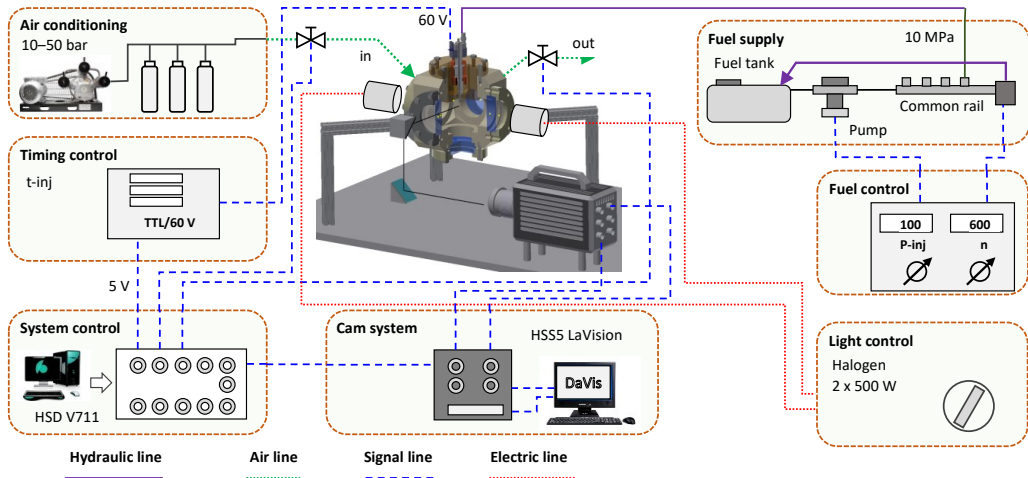 Air conditioning
10–50 bar
60 V
in
out
Fuel supply
10 MPa
Fuel tank
Common rail
Pump
Timing control
t-inj
TTL/60 V
Fuel control
100
600
P-inj
n
5 V
System control
HSD V711
Cam system
HSS5 LaVision
DaVis
Light control
Halogen
2 x 500 W
Hydraulic line
Air line
Signal line
Electric line